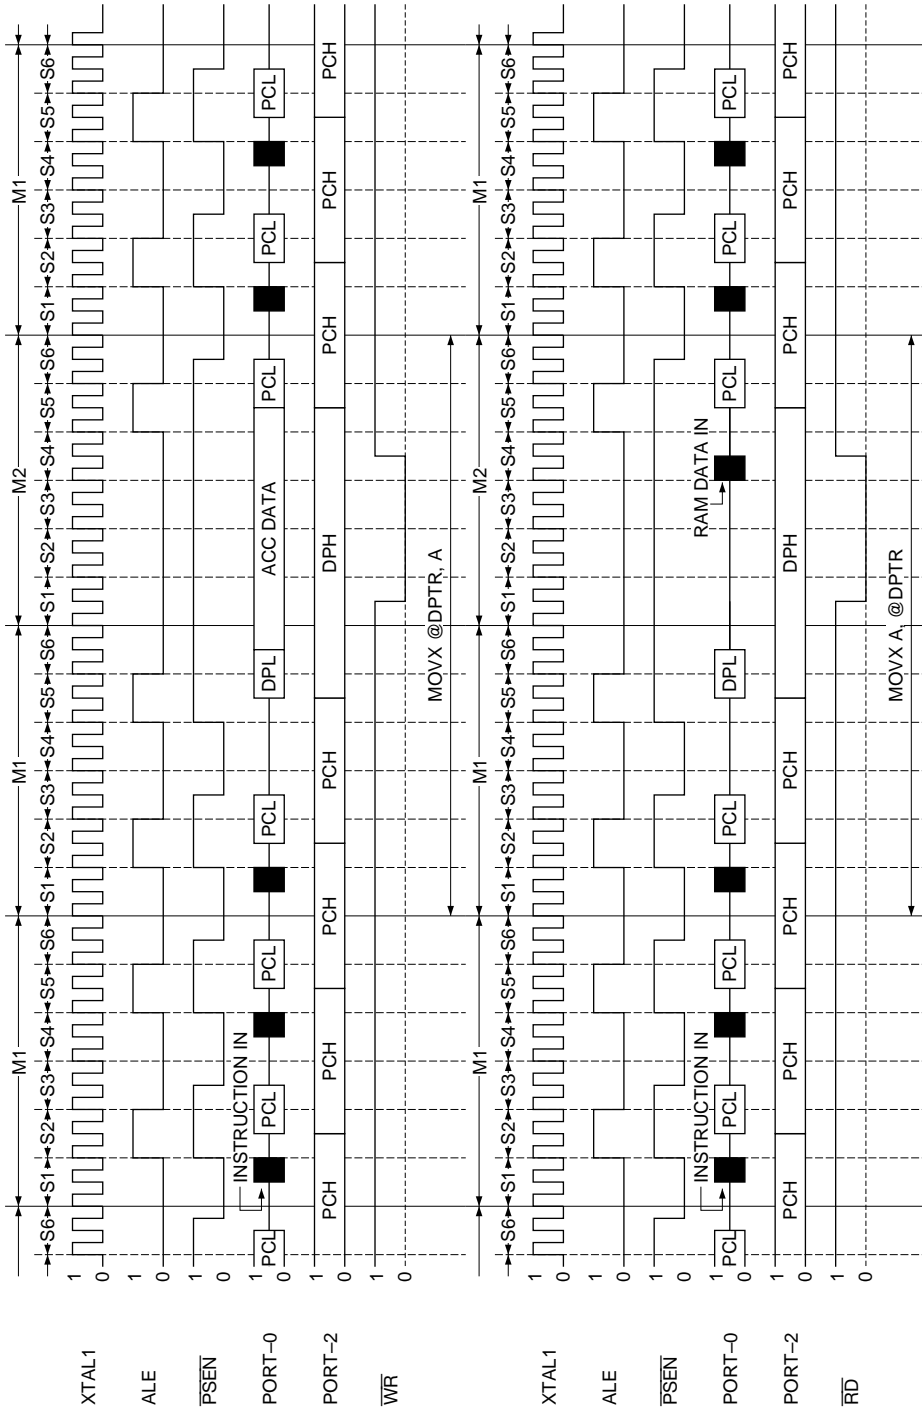 M1 M1 M2 M1
S6 S1 S2 S3 S4 S5 S6 S1 S2 S3 S4 S5 S6 S1 S2 S3 S4 S5 S6 S1 S2 S3 S4 S5 S6
XTAL1 1 0
ALE 1 0
PSEN 1 0
INSTRUCTION IN
PORT–0 1 0 PCL PCL PCL PCL DPL ACC DATA PCL PCL PCL
PORT–2 1 0 PCH PCH PCH PCH DPH PCH PCH PCH
WR 1 0
MOVX @DPTR, A
M1 M1 M2 M1
S6 S1 S2 S3 S4 S5 S6 S1 S2 S3 S4 S5 S6 S1 S2 S3 S4 S5 S6 S1 S2 S3 S4 S5 S6
XTAL1 1 0
ALE 1 0
PSEN 1 0
INSTRUCTION IN RAM DATA IN
PORT–0 1 0 PCL PCL PCL PCL DPL PCL PCL PCL
PORT–2 1 0 PCH PCH PCH PCH DPH PCH PCH PCH
RD 1 0
MOVX A, @DPTR